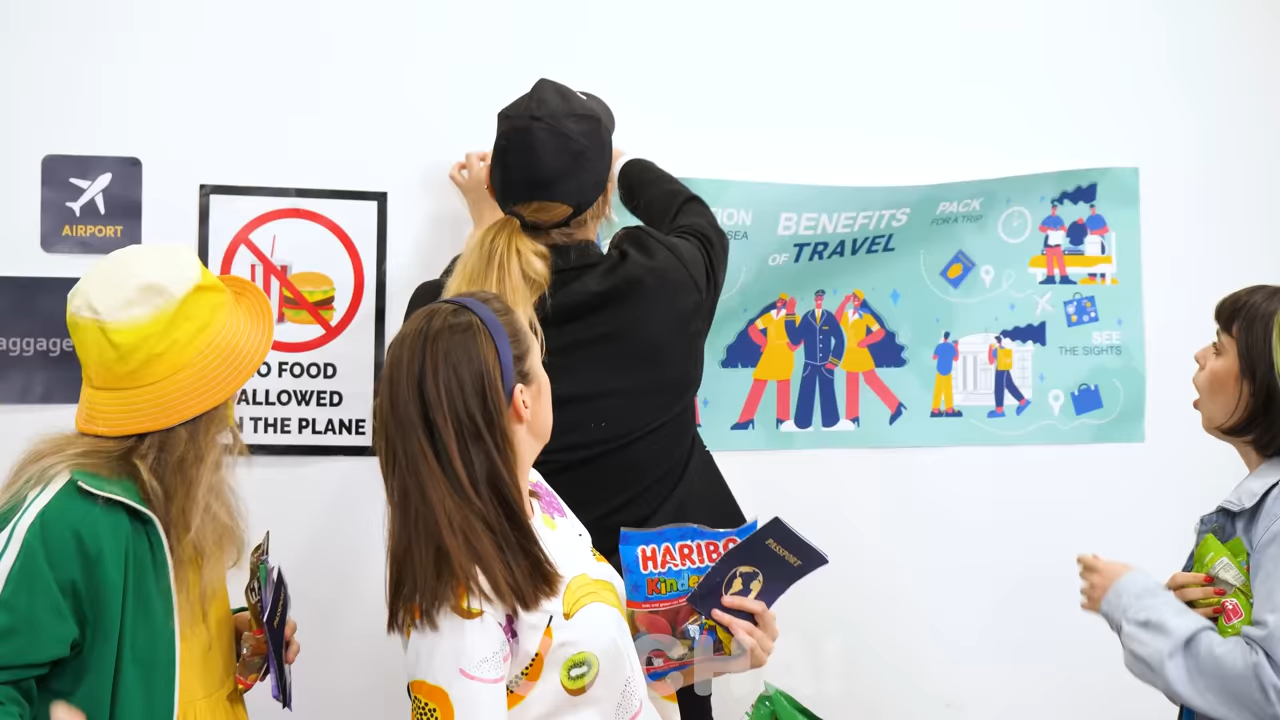 AIRPORT
aggage
O FOOD
ALLOWED
THE PLANE
TION
SEA
BENEFITS
OF TRAVEL
PACK
FOR A TRIP
SEE
THE SIGHTS
HARIBO
Kinde
PASSPORT